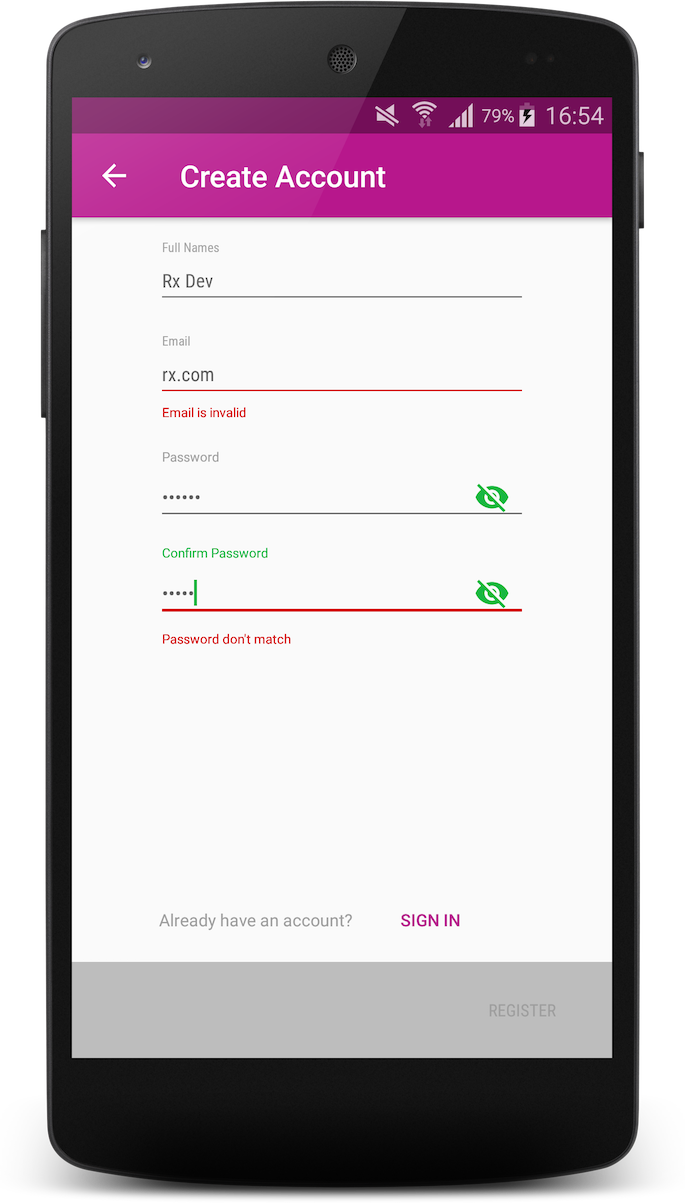 79% 16:54
Create Account
Full Names
Rx Dev
Email
rx.com
Email is invalid
Password
••••••
Confirm Password
•••••
Password don't match
Already have an account? SIGN IN
REGISTER